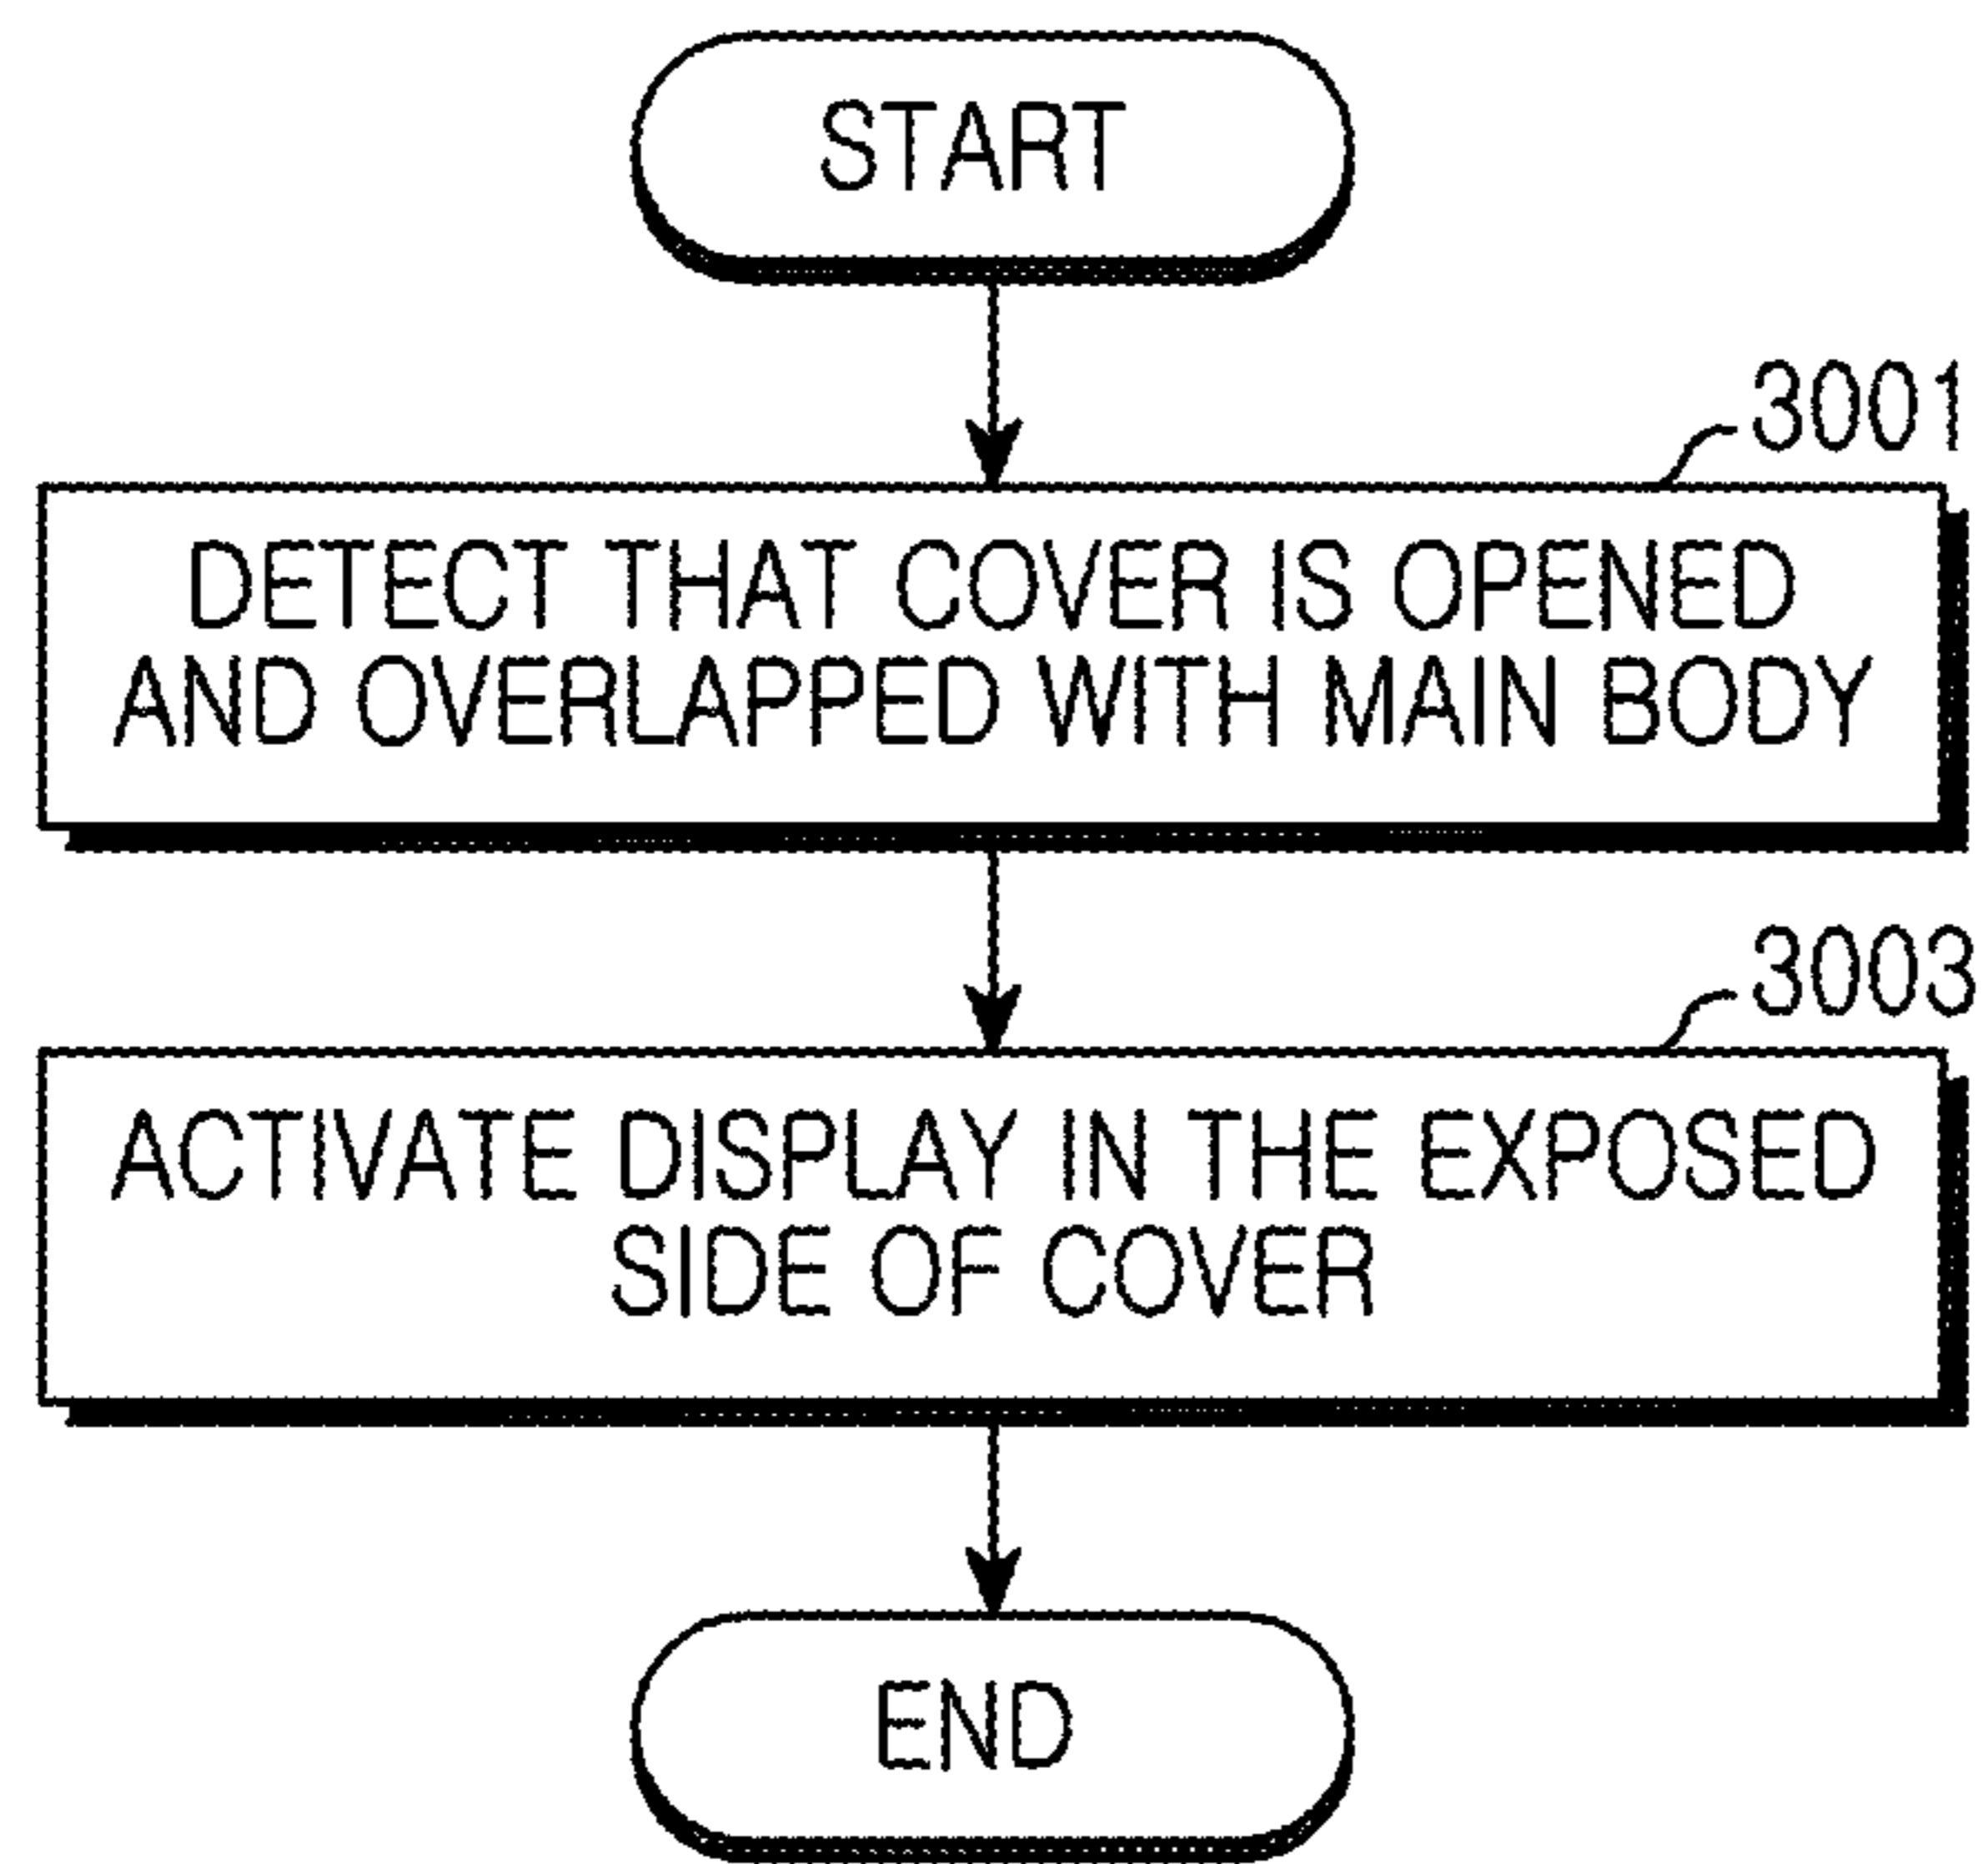 START
3001
DETECT THAT COVER IS OPENED
AND OVERLAPPED WITH MAIN BODY
3003
ACTIVATE DISPLAY IN THE EXPOSED
SIDE OF COVER
END